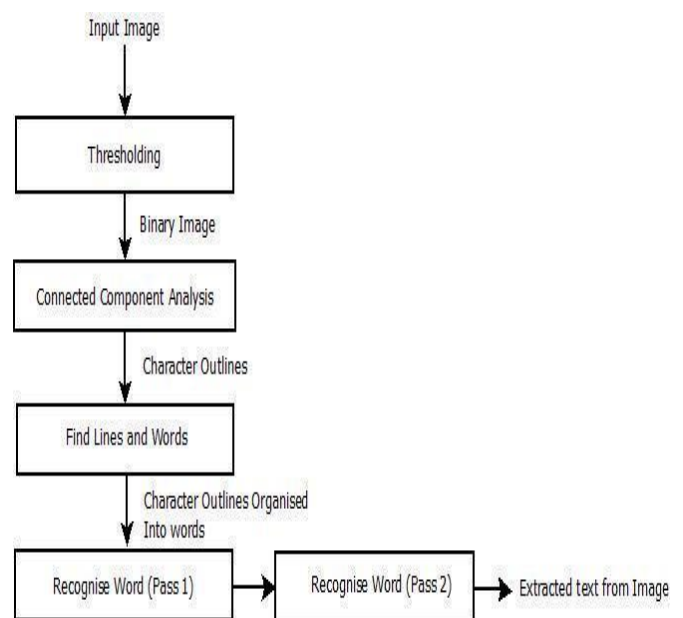 Input Image
Thresholding
Binary Image
Connected Component Analysis
Character Outlines
Find Lines and Words
Character Outlines Organised
Into words
Recognise Word (Pass 1)
Recognise Word (Pass 2)
Extracted text from Image